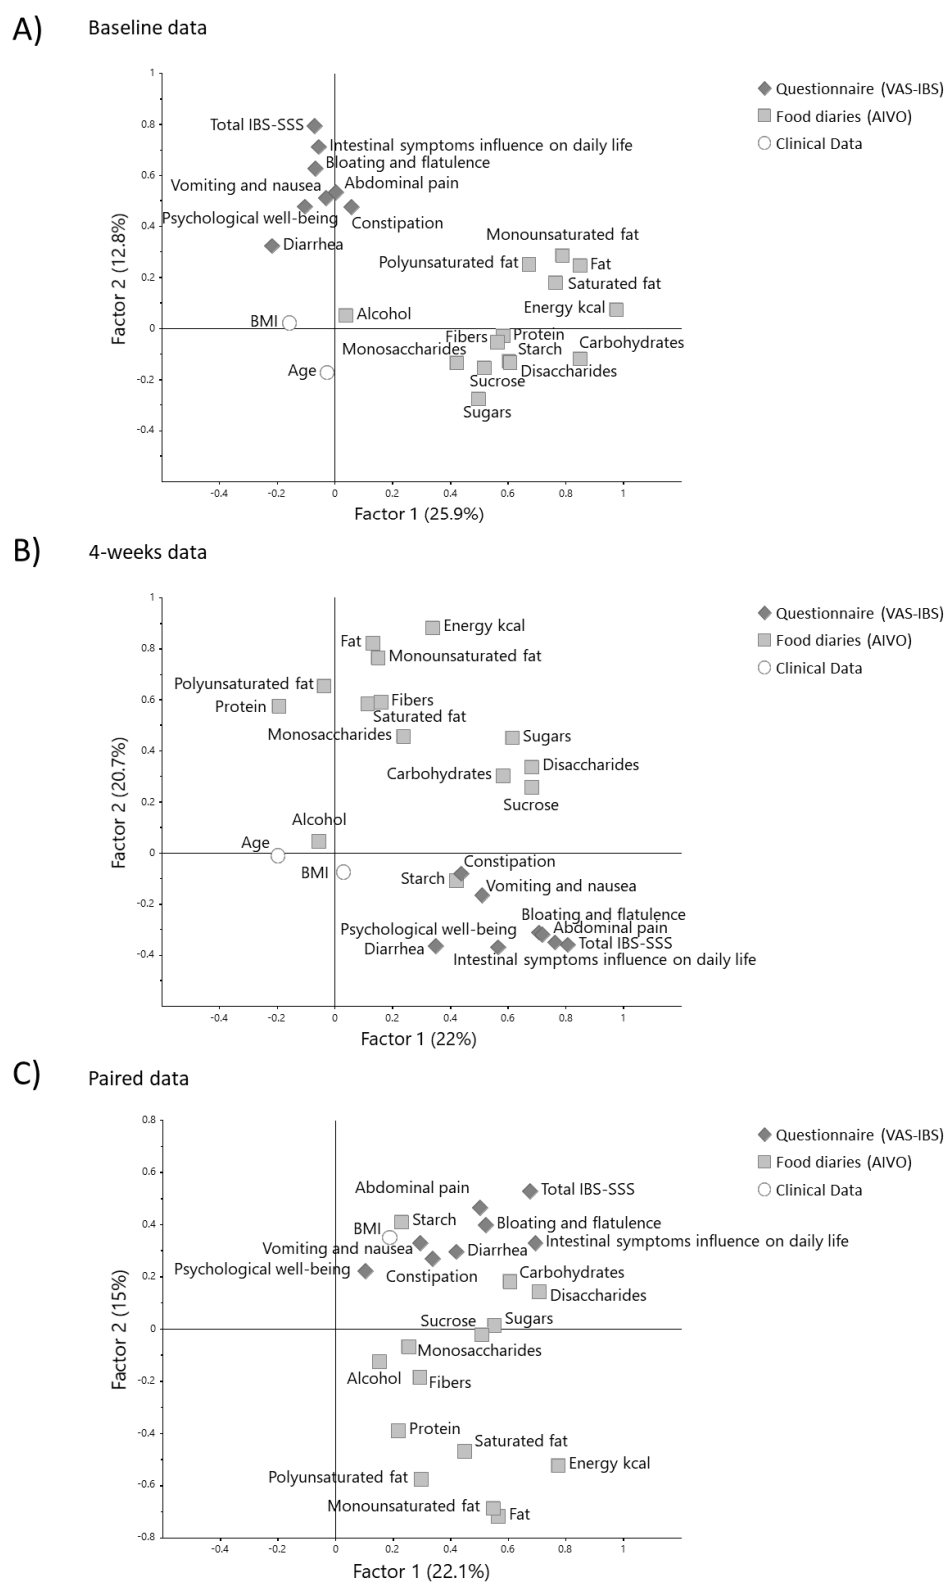 A) Baseline data
1
0.8
0.6
0.4
0.2
0
-0.2
-0.4
Factor 2 (12.8%)
Total IBS-SSS
Intestinal symptoms influence on daily life
Bloating and flatulence
Vomiting and nausea
Abdominal pain
Psychological well-being
Constipation
Diarrhea
Monounsaturated fat
Polyunsaturated fat
Fat
Saturated fat
Energy kcal
BMI
Alcohol
Fibers
Protein
Monosaccharides
Starch
Carbohydrates
Age
Disaccharides
Sucrose
Sugars
-0.4 -0.2 0 0.2 0.4 0.6 0.8 1
Factor 1 (25.9%)
Questionnaire (VAS-IBS)
Food diaries (AIVO)
Clinical Data
B) 4-weeks data
1
0.8
0.6
0.4
0.2
0
-0.2
-0.4
Factor 2 (20.7%)
Energy kcal
Fat
Monounsaturated fat
Polyunsaturated fat
Protein
Fibers
Saturated fat
Monosaccharides
Sugars
Disaccharides
Carbohydrates
Sucrose
Alcohol
Age
BMI
Constipation
Starch
Vomiting and nausea
Bloating and flatulence
Psychological well-being
Abdominal pain
Diarrhea
Total IBS-SSS
Intestinal symptoms influence on daily life
-0.4 -0.2 0 0.2 0.4 0.6 0.8 1
Factor 1 (22%)
Questionnaire (VAS-IBS)
Food diaries (AIVO)
Clinical Data
C) Paired data
0.8
0.6
0.4
0.2
0
-0.2
-0.4
-0.6
-0.8
Factor 2 (15%)
Abdominal pain
Total IBS-SSS
Starch
BMI
Bloating and flatulence
Vomiting and nausea
Diarrhea
Intestinal symptoms influence on daily life
Psychological well-being
Constipation
Carbohydrates
Disaccharides
Sucrose
Sugars
Monosaccharides
Alcohol
Fibers
Protein
Saturated fat
Energy kcal
Polyunsaturated fat
Monounsaturated fat
Fat
-0.4 -0.2 0 0.2 0.4 0.6 0.8 1
Factor 1 (22.1%)
Questionnaire (VAS-IBS)
Food diaries (AIVO)
Clinical Data